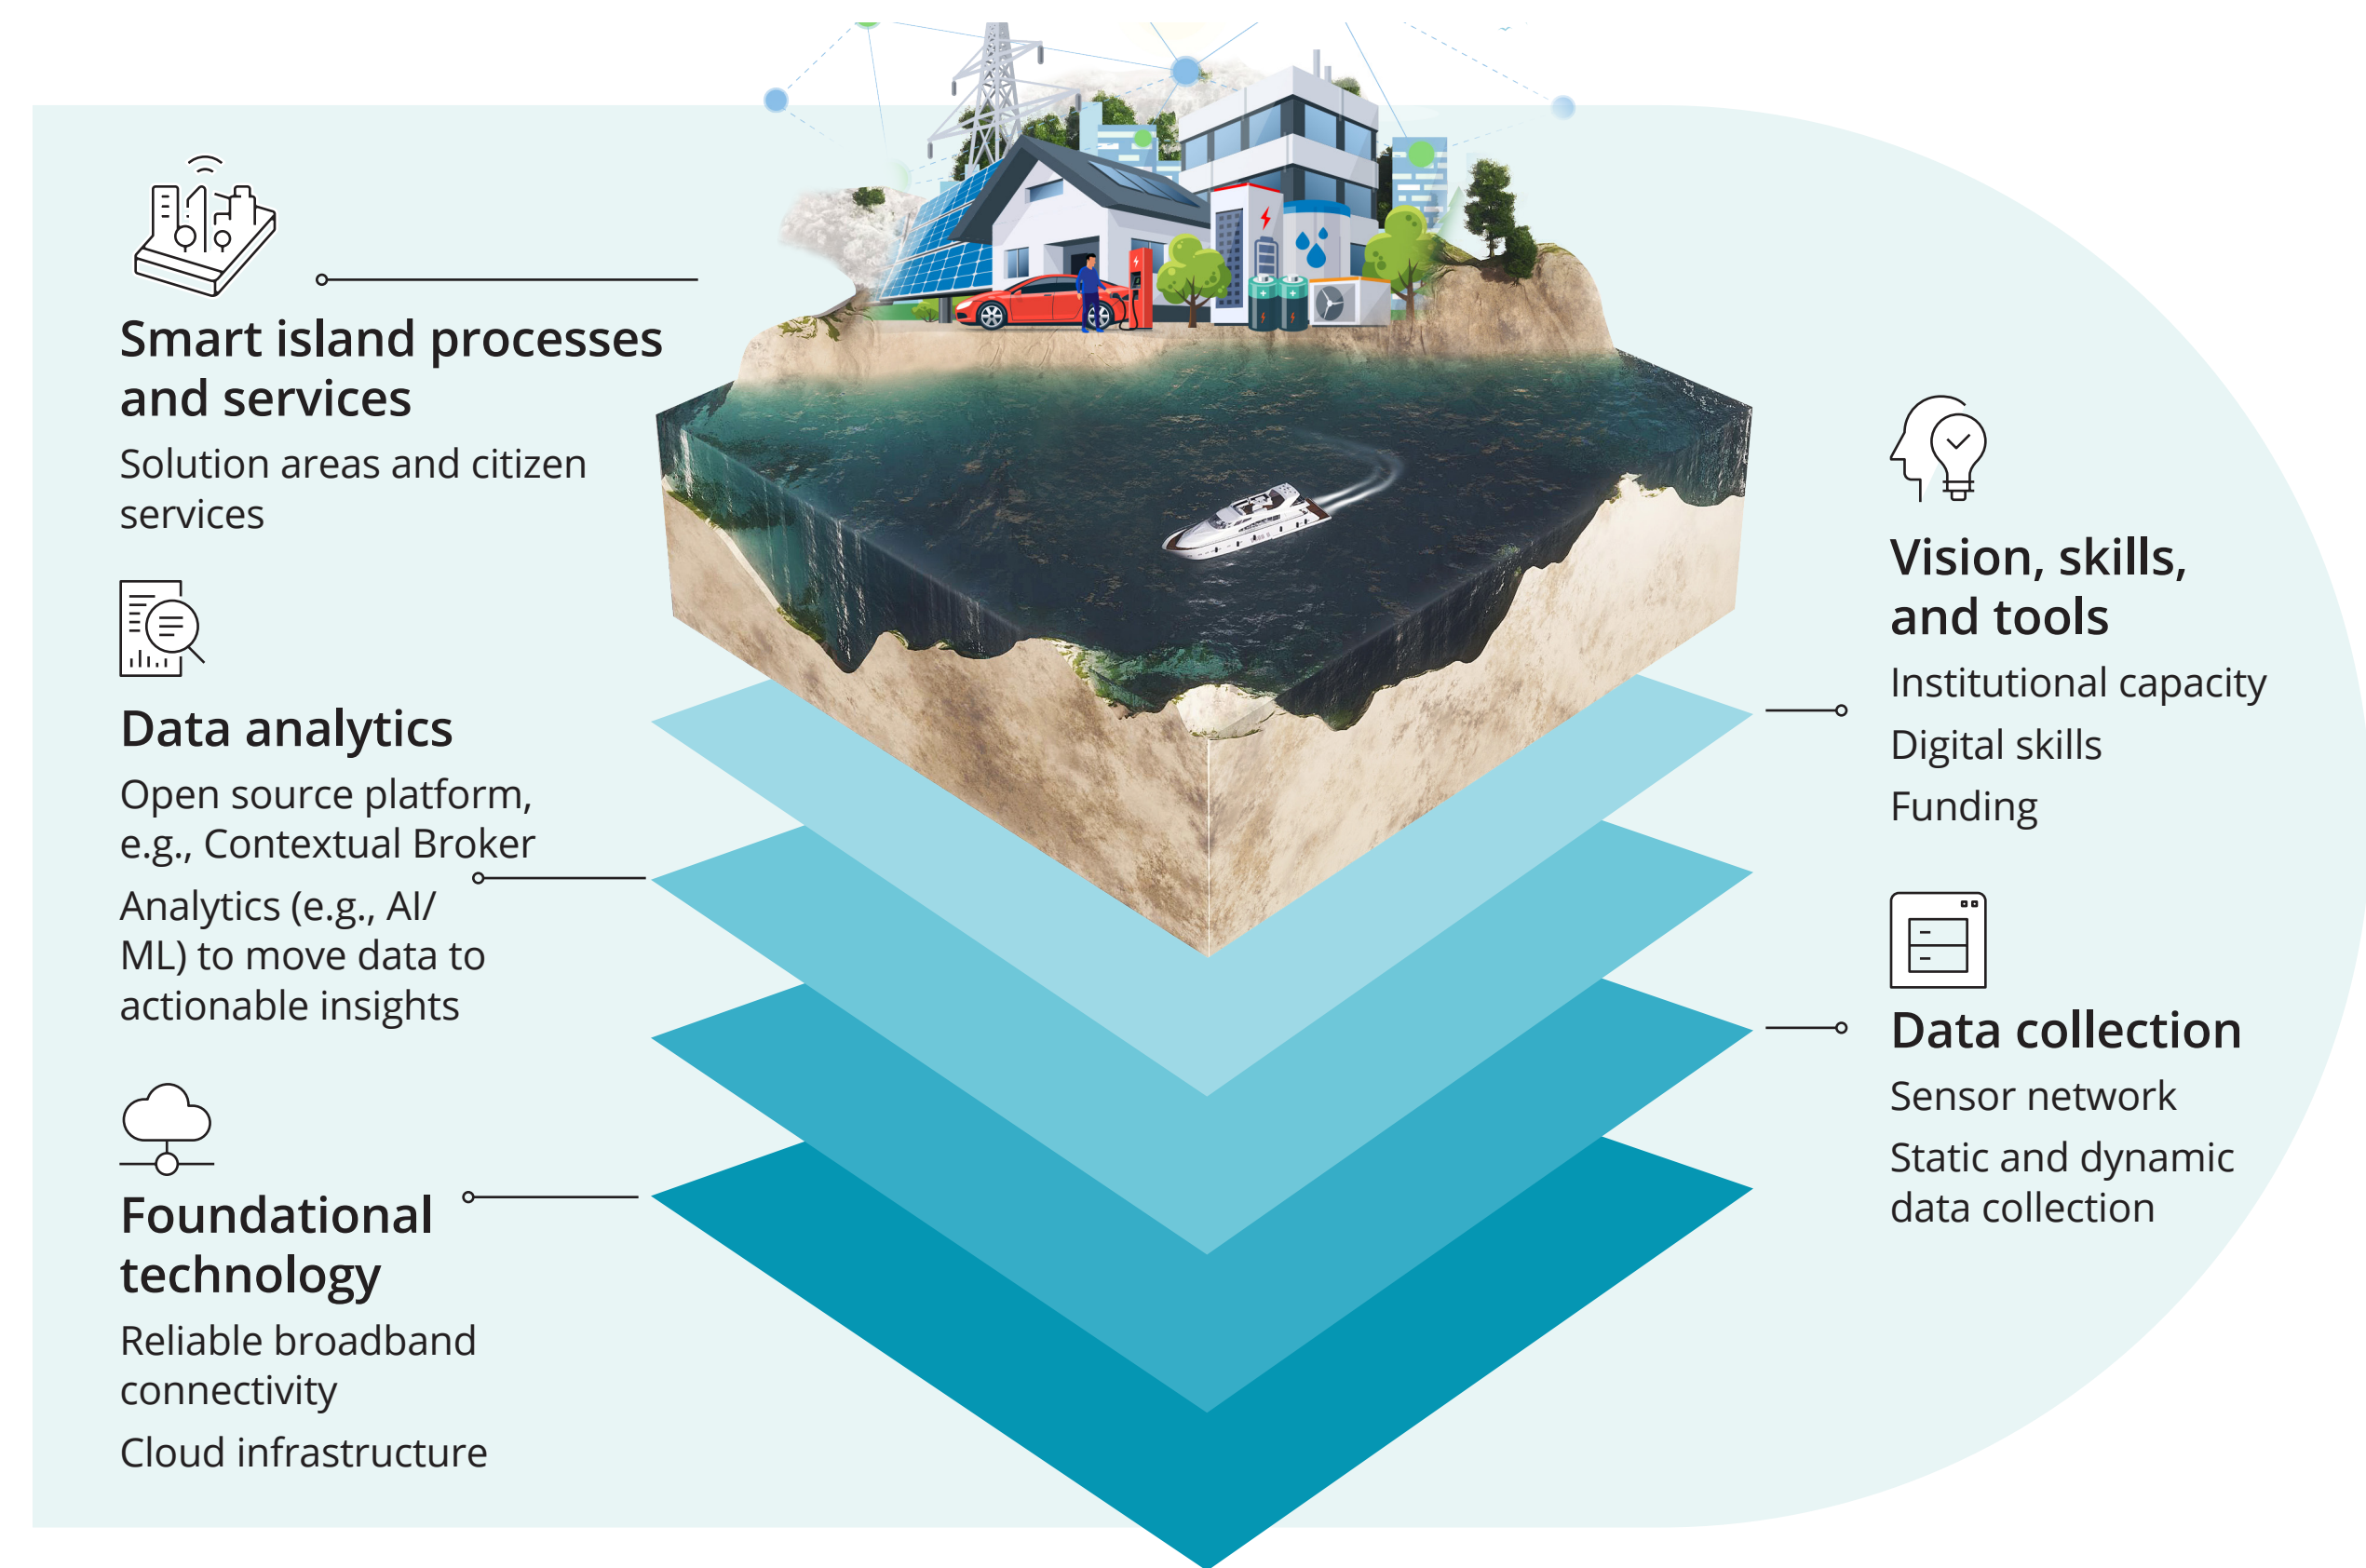 Smart island processes
and services
Solution areas and citizen
services
Data analytics
Open source platform,
e.g., Contextual Broker
Analytics (e.g., AI/
ML) to move data to
actionable insights
Foundational
technology
Reliable broadband
connectivity
Cloud infrastructure
Vision, skills,
and tools
Institutional capacity
Digital skills
Funding
Data collection
Sensor network
Static and dynamic
data collection